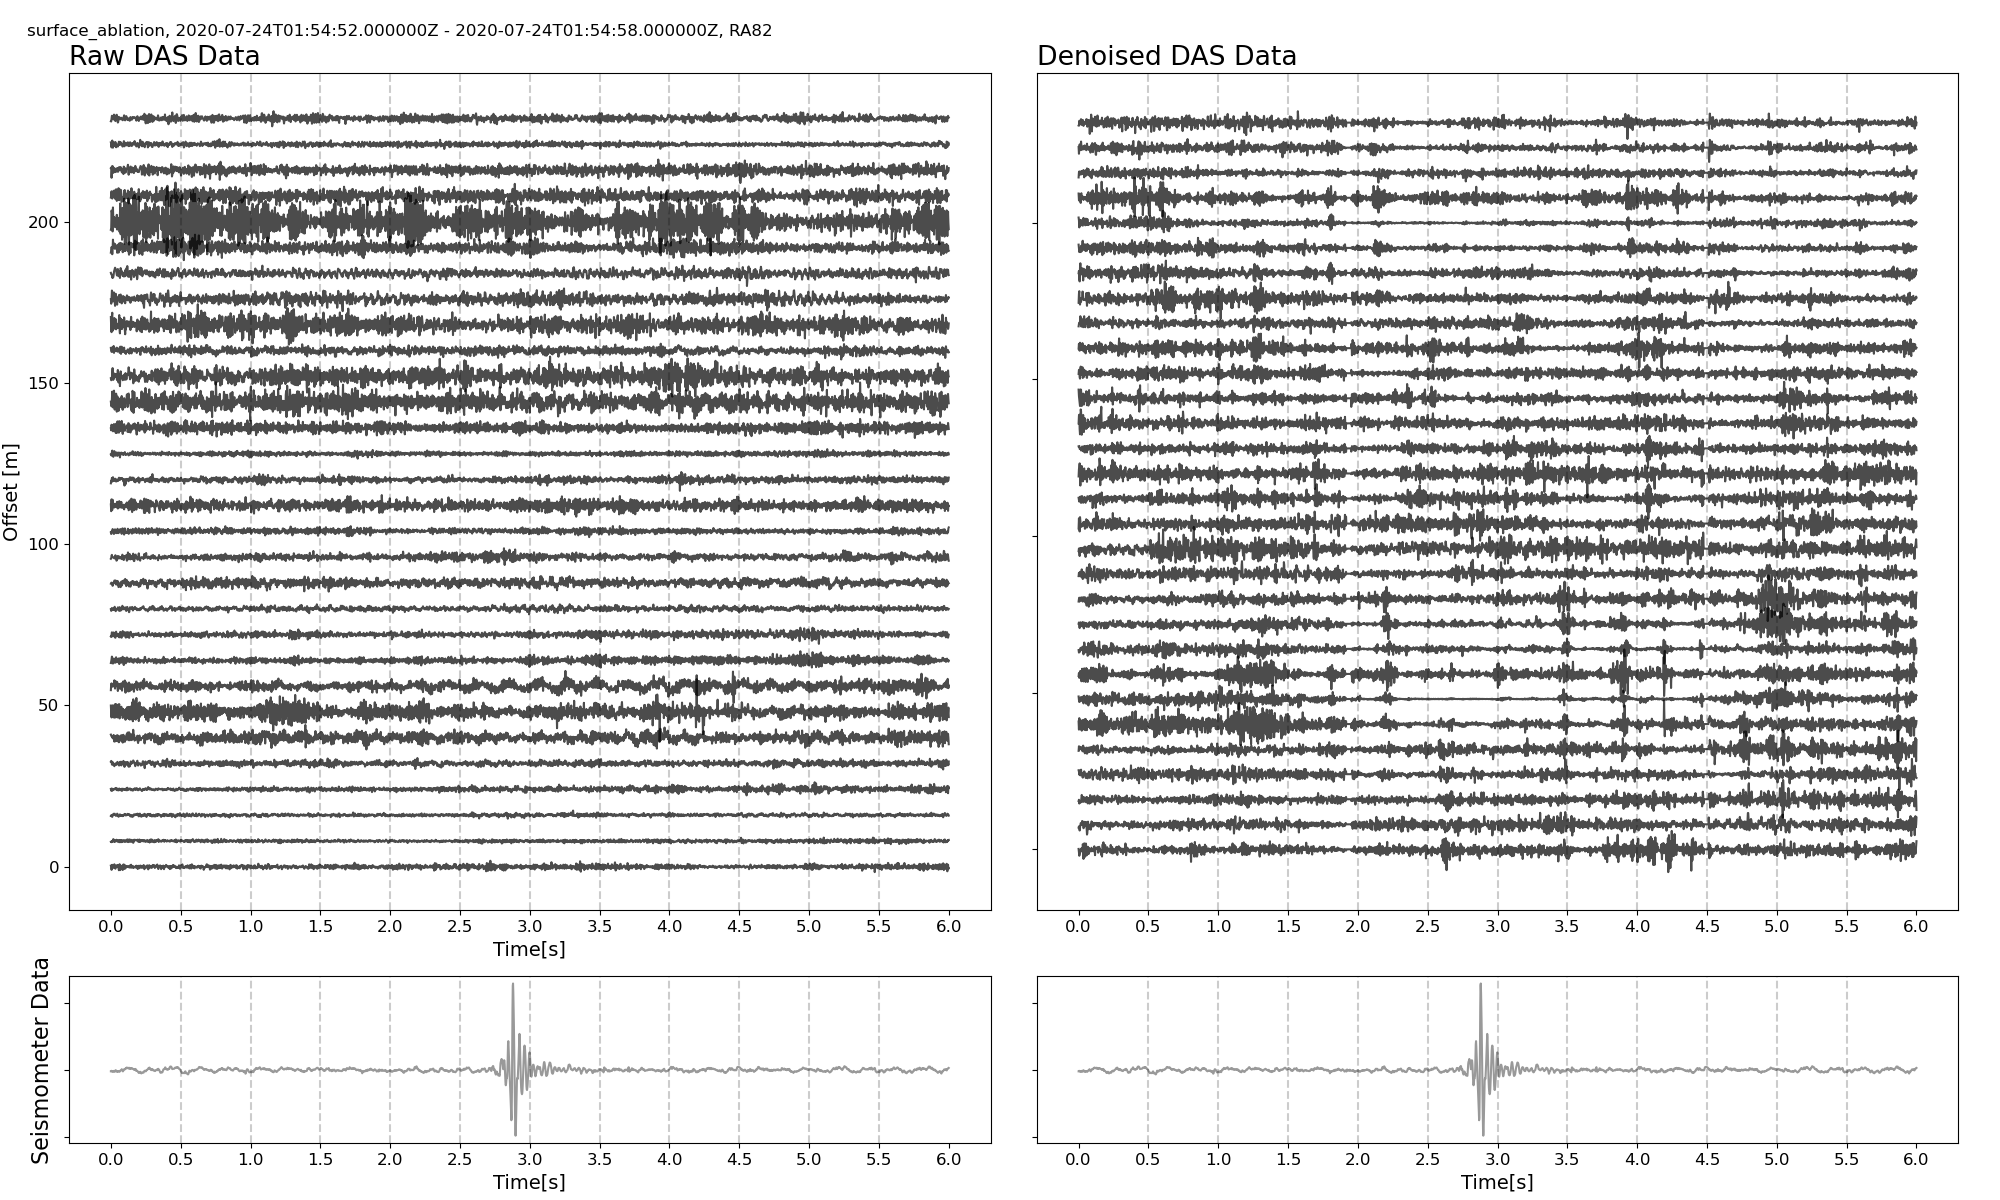 surface_ablation, 2020-07-24T01:54:52.000000Z - 2020-07-24T01:54:58.000000Z, RA82
Raw DAS Data
Denoised DAS Data
Offset [m]
200
150
100
50
0
0.0 0.5 1.0 1.5 2.0 2.5 3.0 3.5 4.0 4.5 5.0 5.5 6.0
Time[s]
0.0 0.5 1.0 1.5 2.0 2.5 3.0 3.5 4.0 4.5 5.0 5.5 6.0
Seismometer Data
0.0 0.5 1.0 1.5 2.0 2.5 3.0 3.5 4.0 4.5 5.0 5.5 6.0
Time[s]
0.0 0.5 1.0 1.5 2.0 2.5 3.0 3.5 4.0 4.5 5.0 5.5 6.0
Time[s]